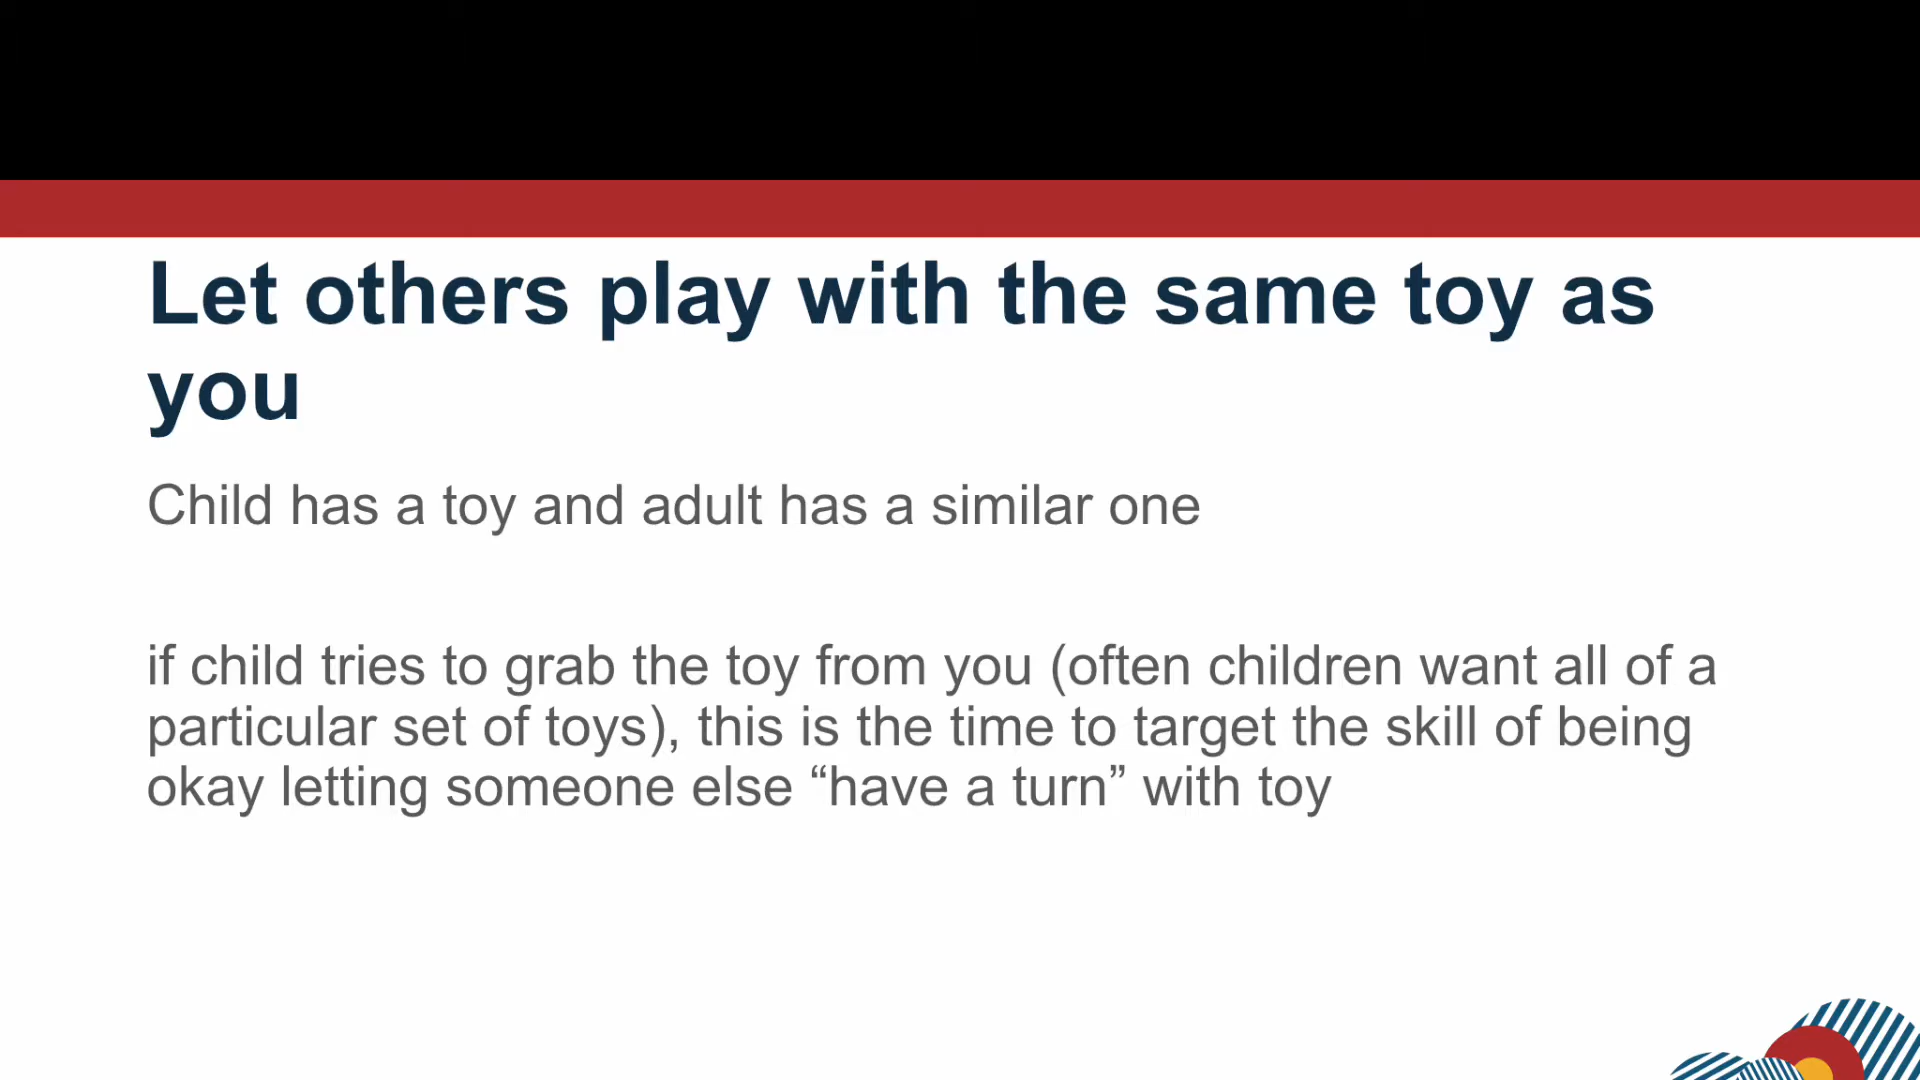 Let others play with the same toy as
you
Child has a toy and adult has a similar one
if child tries to grab the toy from you (often children want all of a
particular set of toys), this is the time to target the skill of being
okay letting someone else “have a turn” with toy